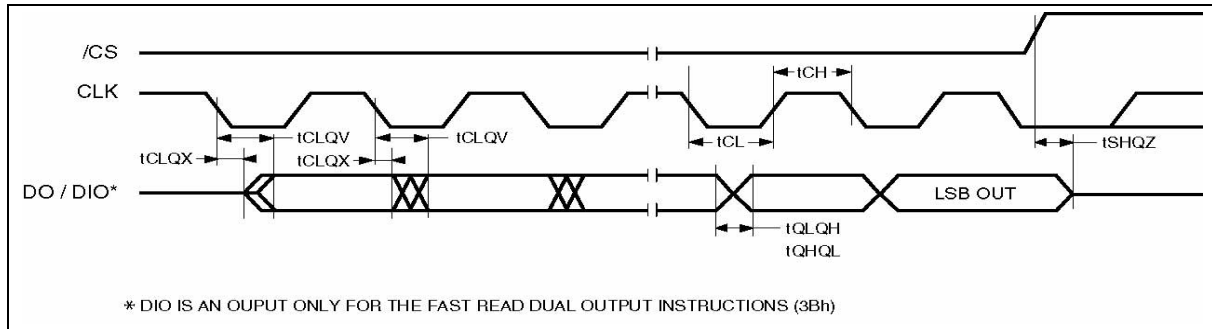 /CS
tCH
CLK
tCLQV
tCLQV
tCL
tSHQZ
tCLQX
tCLQX
DO / DIO*
LSB OUT
tQLQH
tQHQL
* DIO IS AN OUPUT ONLY FOR THE FAST READ DUAL OUTPUT INSTRUCTIONS (3Bh)